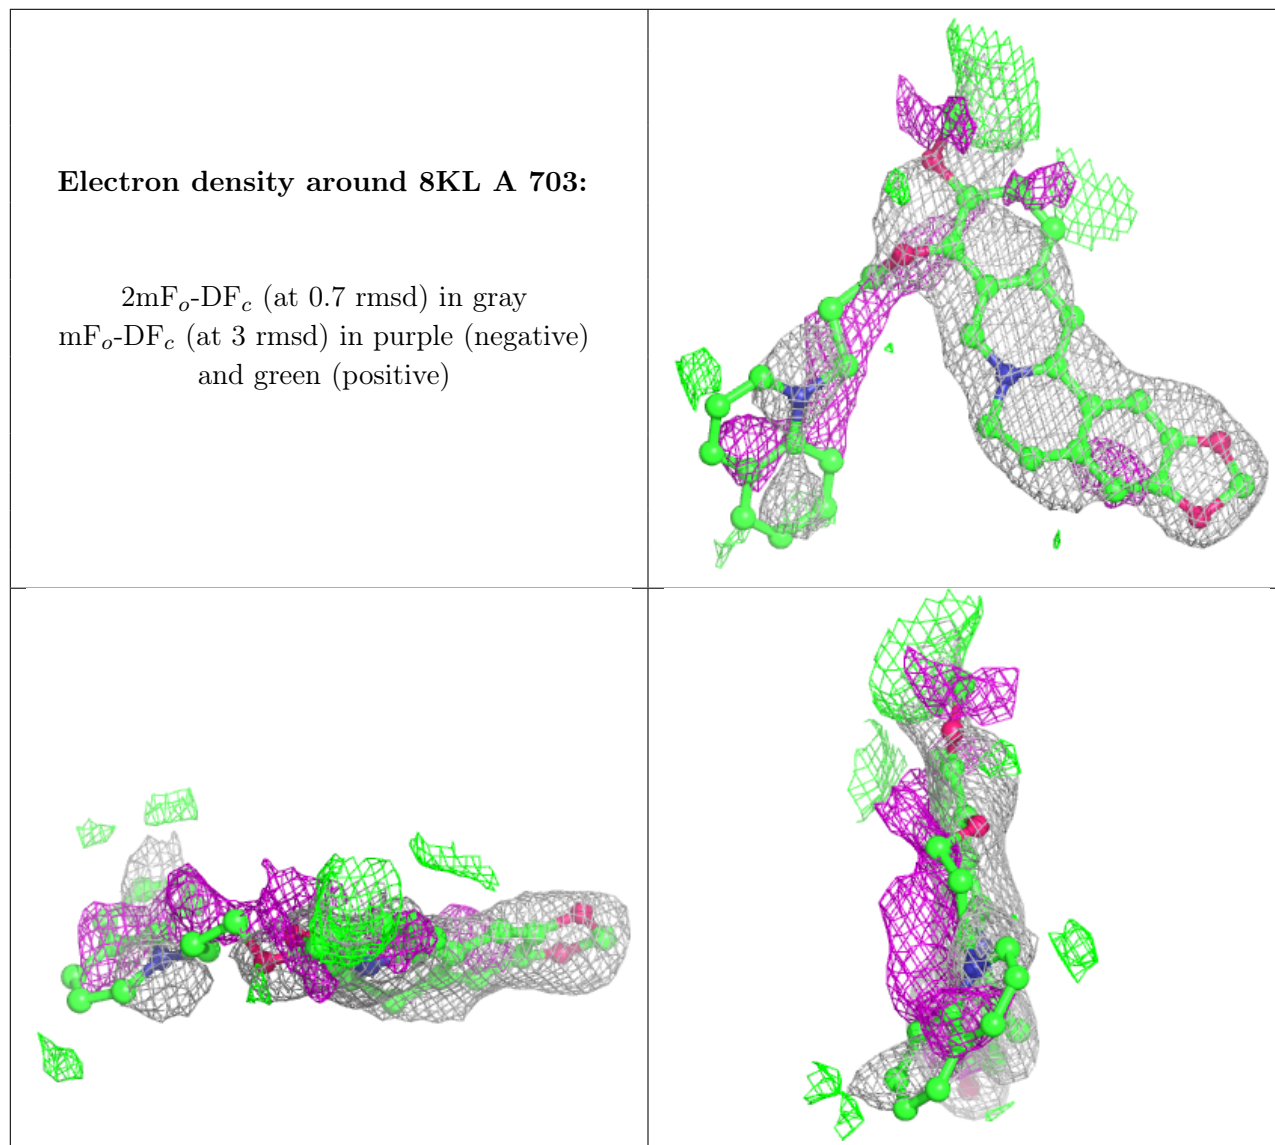 Electron density around 8KL A 703:
2mFo-DFc (at 0.7 rmsd) in gray
mFo-DFc (at 3 rmsd) in purple (negative)
and green (positive)